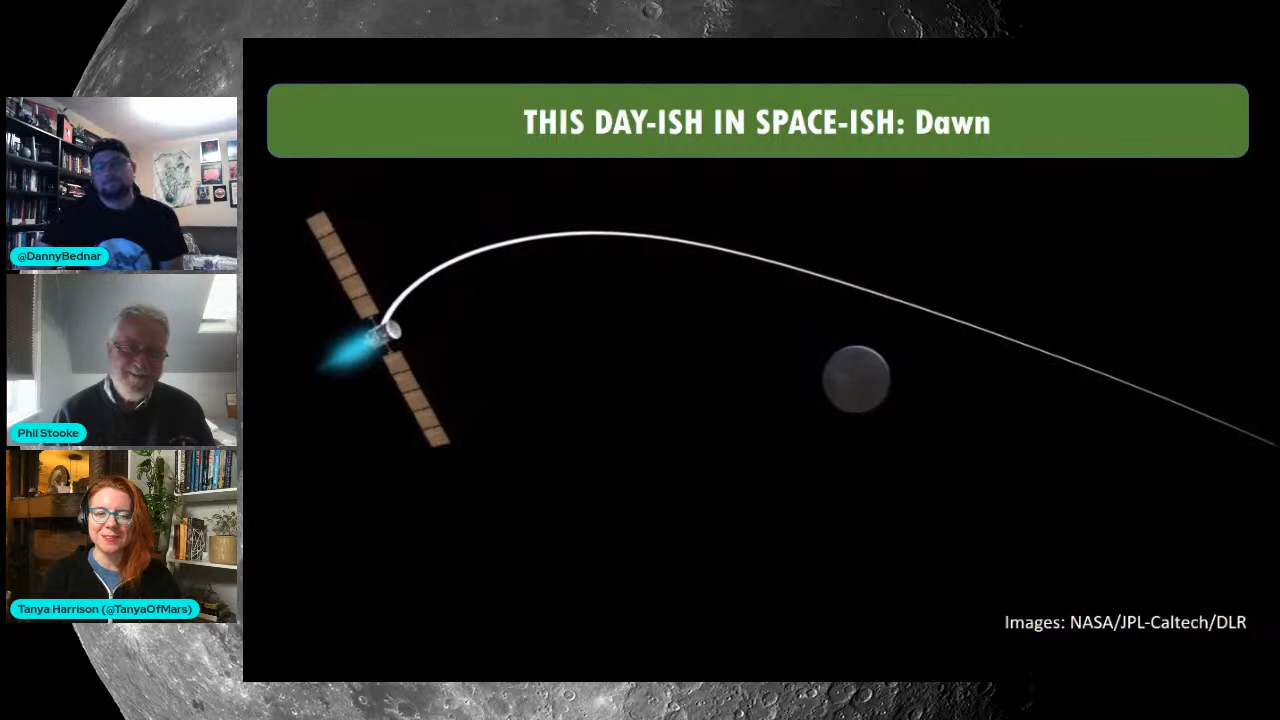 THIS DAY-ISH IN SPACE-ISH: Dawn
@DannyBednar
Phil Stooke
Tanya Harrison (@TanyaOfMars)
Images: NASA/JPL-Caltech/DLR